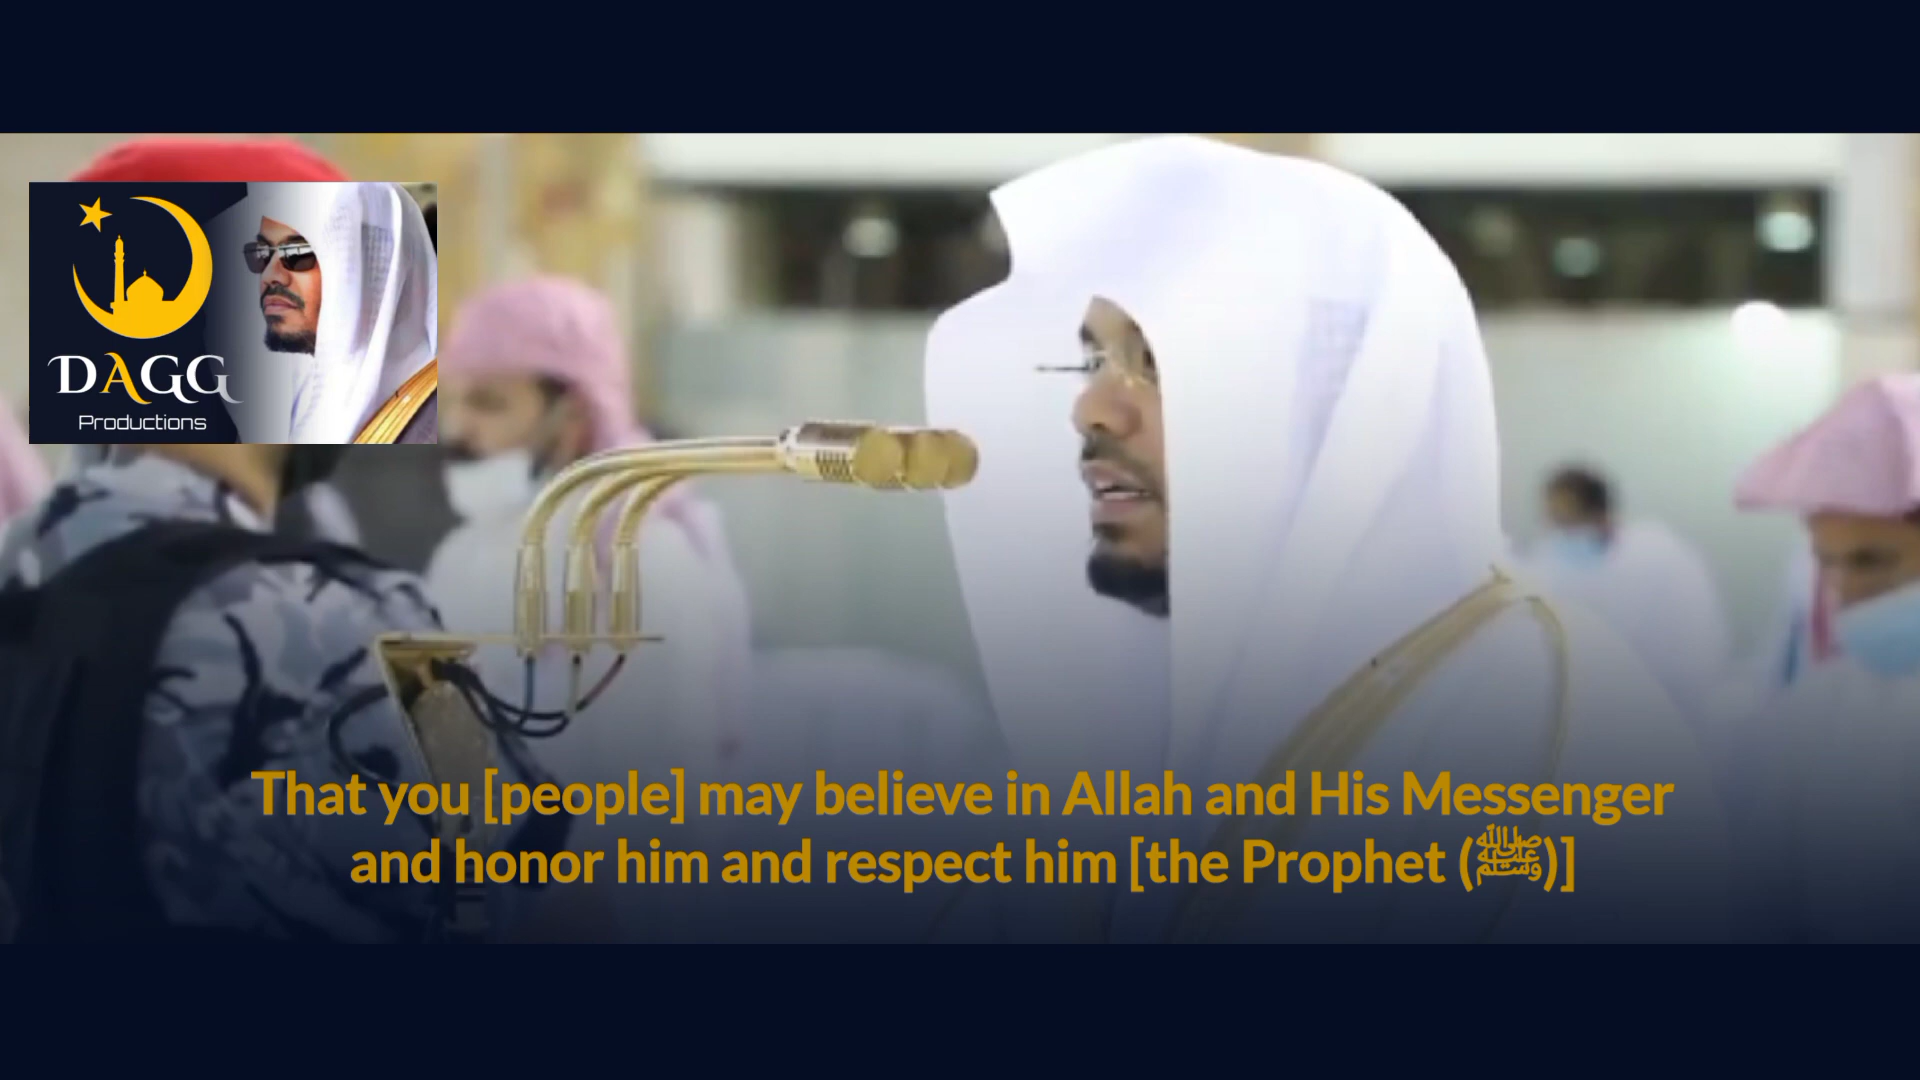 DAGG
Productions
That you [people] may believe in Allah and His Messenger
and honor him and respect him [the Prophet (ﷺ)]